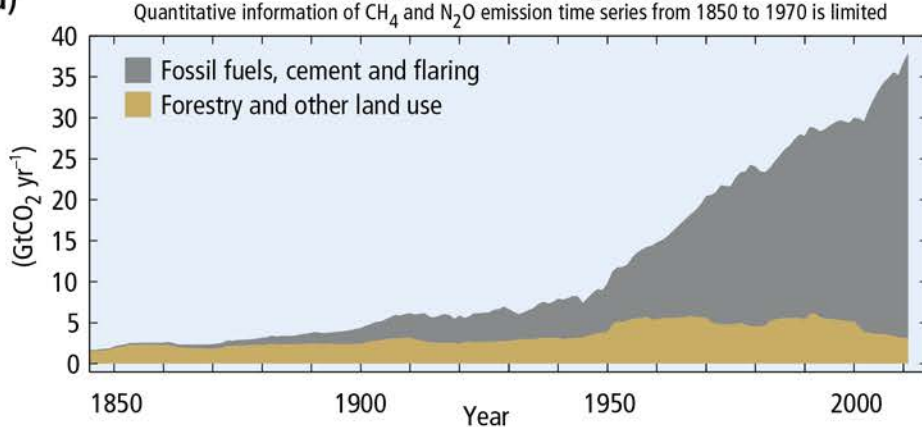 Quantitative information of CH₄ and N₂O emission time series from 1850 to 1970 is limited
40
35
30
25
20
15
10
5
0
(GtCO₂ yr⁻¹)
Fossil fuels, cement and flaring
Forestry and other land use
1850 1900 1950 2000
Year